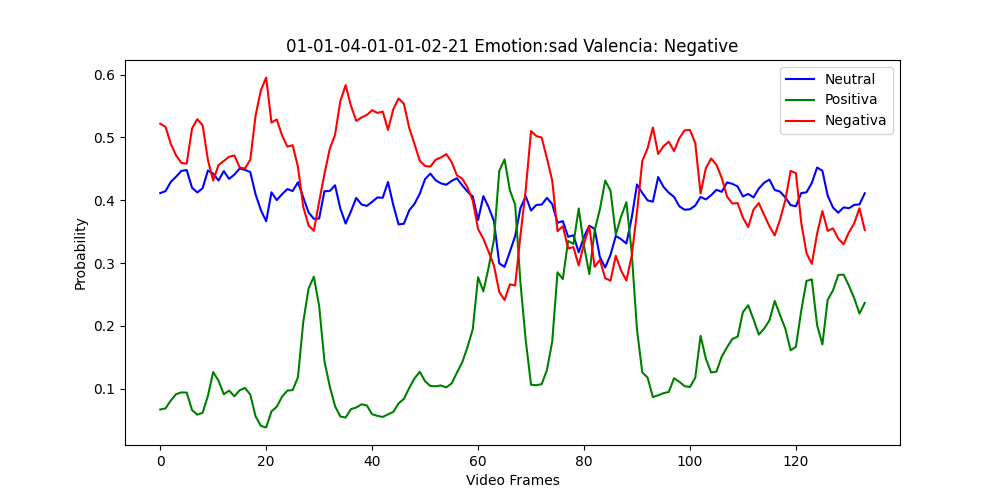 01-01-04-01-01-02-21 Emotion:sad Valencia: Negative
Neutral
Positiva
Negativa
0.6
0.5
0.4
0.3
0.2
0.1
Probability
0 20 40 60 80 100 120
Video Frames